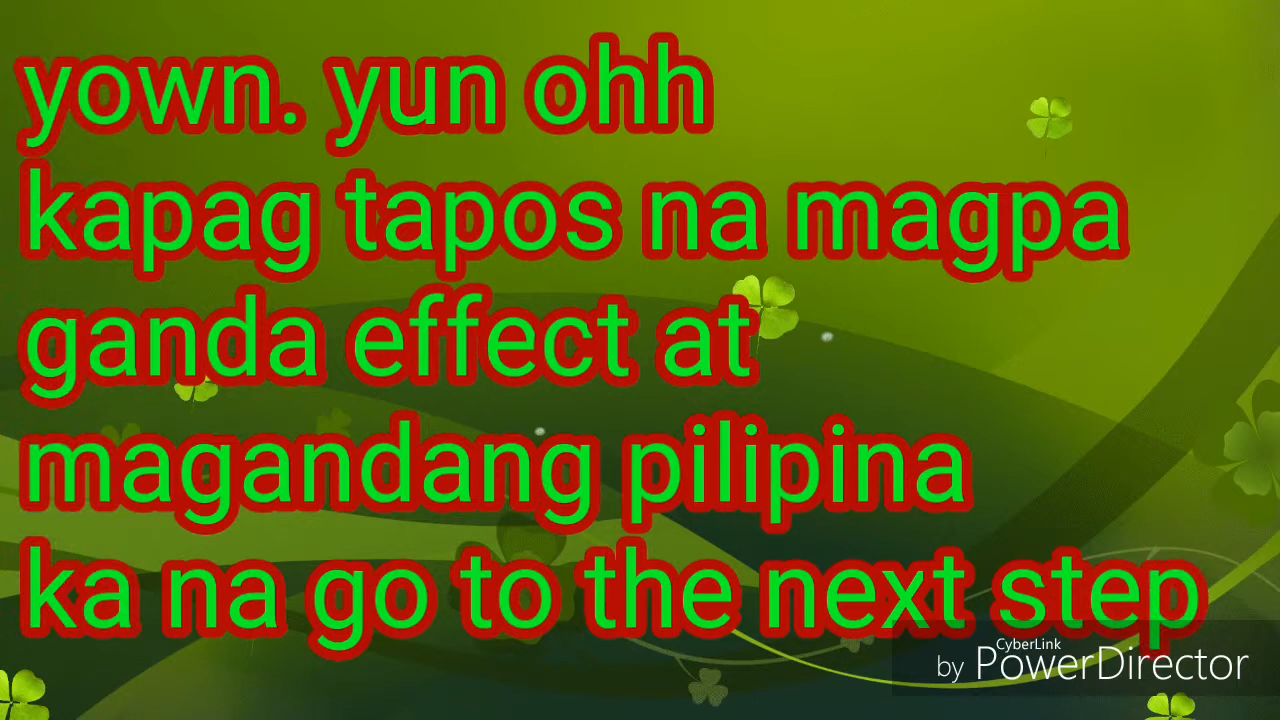 yown. yun ohh
kapag tapos na magpa
ganda effect at
magandang pilipina
ka na go to the next step
CyberLink
by PowerDirector